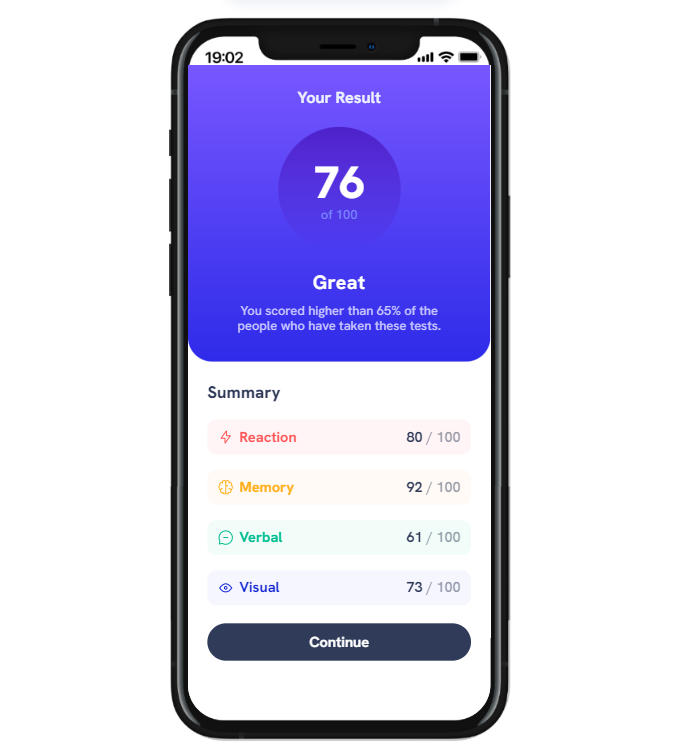 19:02
Your Result
76
of 100
Great
You scored higher than 65% of the
people who have taken these tests.
Summary
Reaction 80 / 100
Memory 92 / 100
Verbal 61 / 100
Visual 73 / 100
Continue